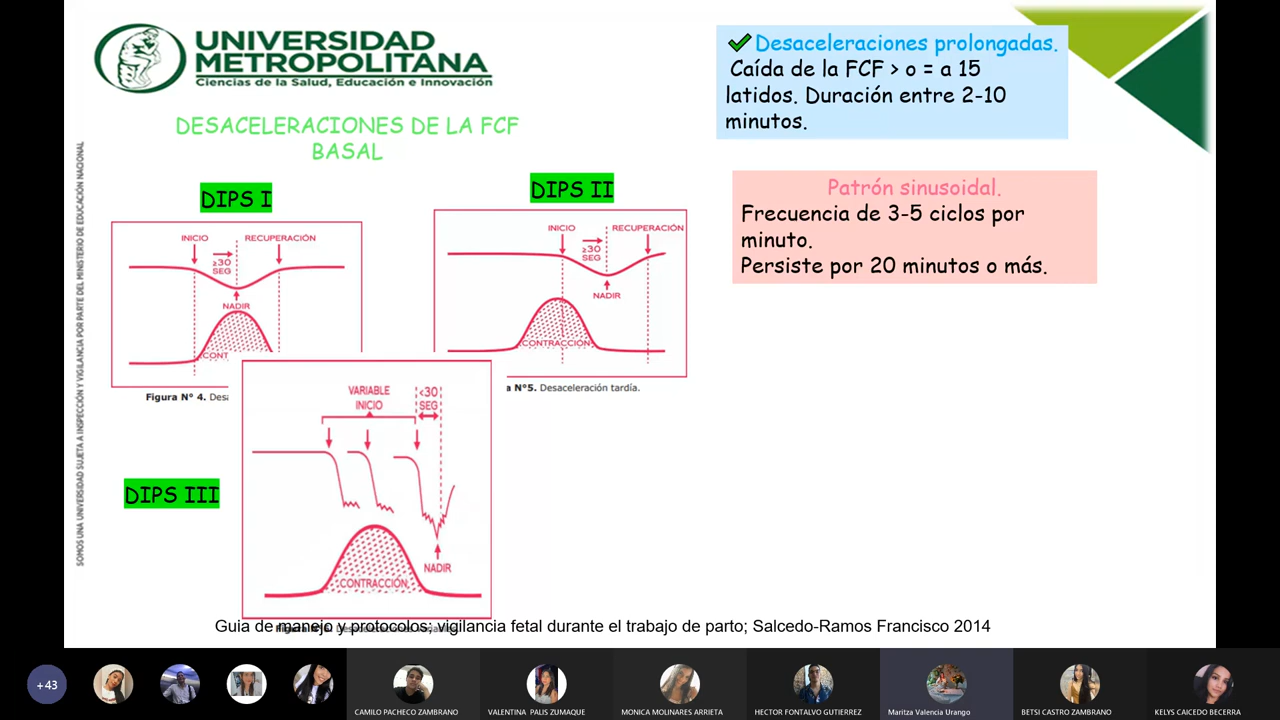 UNIVERSIDAD
METROPOLITANA
Ciencias de la Salud, Educación e Innovación
SOMOS UNA UNIVERSIDAD SUJETA A INSPECCIÓN Y VIGILANCIA POR PARTE DEL MINISTERIO DE EDUCACIÓN NACIONAL
DESACELERACIONES DE LA FCF
BASAL
Desaceleraciones prolongadas.
Caída de la FCF > o = a 15
latidos. Duración entre 2-10
minutos.
Patrón sinusoidal.
Frecuencia de 3-5 ciclos por
minuto.
Persiste por 20 minutos o más.
DIPS I
INICIO
RECUPERACIÓN
≥30
SEG
NADIR
CONT
Figura N° 4. Desa
DIPS II
INICIO
RECUPERACIÓN
≥30
SEG
NADIR
CONTRACCIÓN
a N°5. Desaceleración tardía.
DIPS III
VARIABLE
INICIO
<30
SEG
NADIR
CONTRACCIÓN
Guia de manejo y protocolos; vigilancia fetal durante el trabajo de parto; Salcedo-Ramos Francisco 2014
+43
CAMILO PACHECO ZAMBRANO
VALENTINA PALIS ZUMAQUE
MONICA MOLINARES ARRIETA
HECTOR FONTALVO GUTIERREZ
Maritza Valencia Urango
BETSI CASTRO ZAMBRANO
KELYS CAICEDO BECERRA